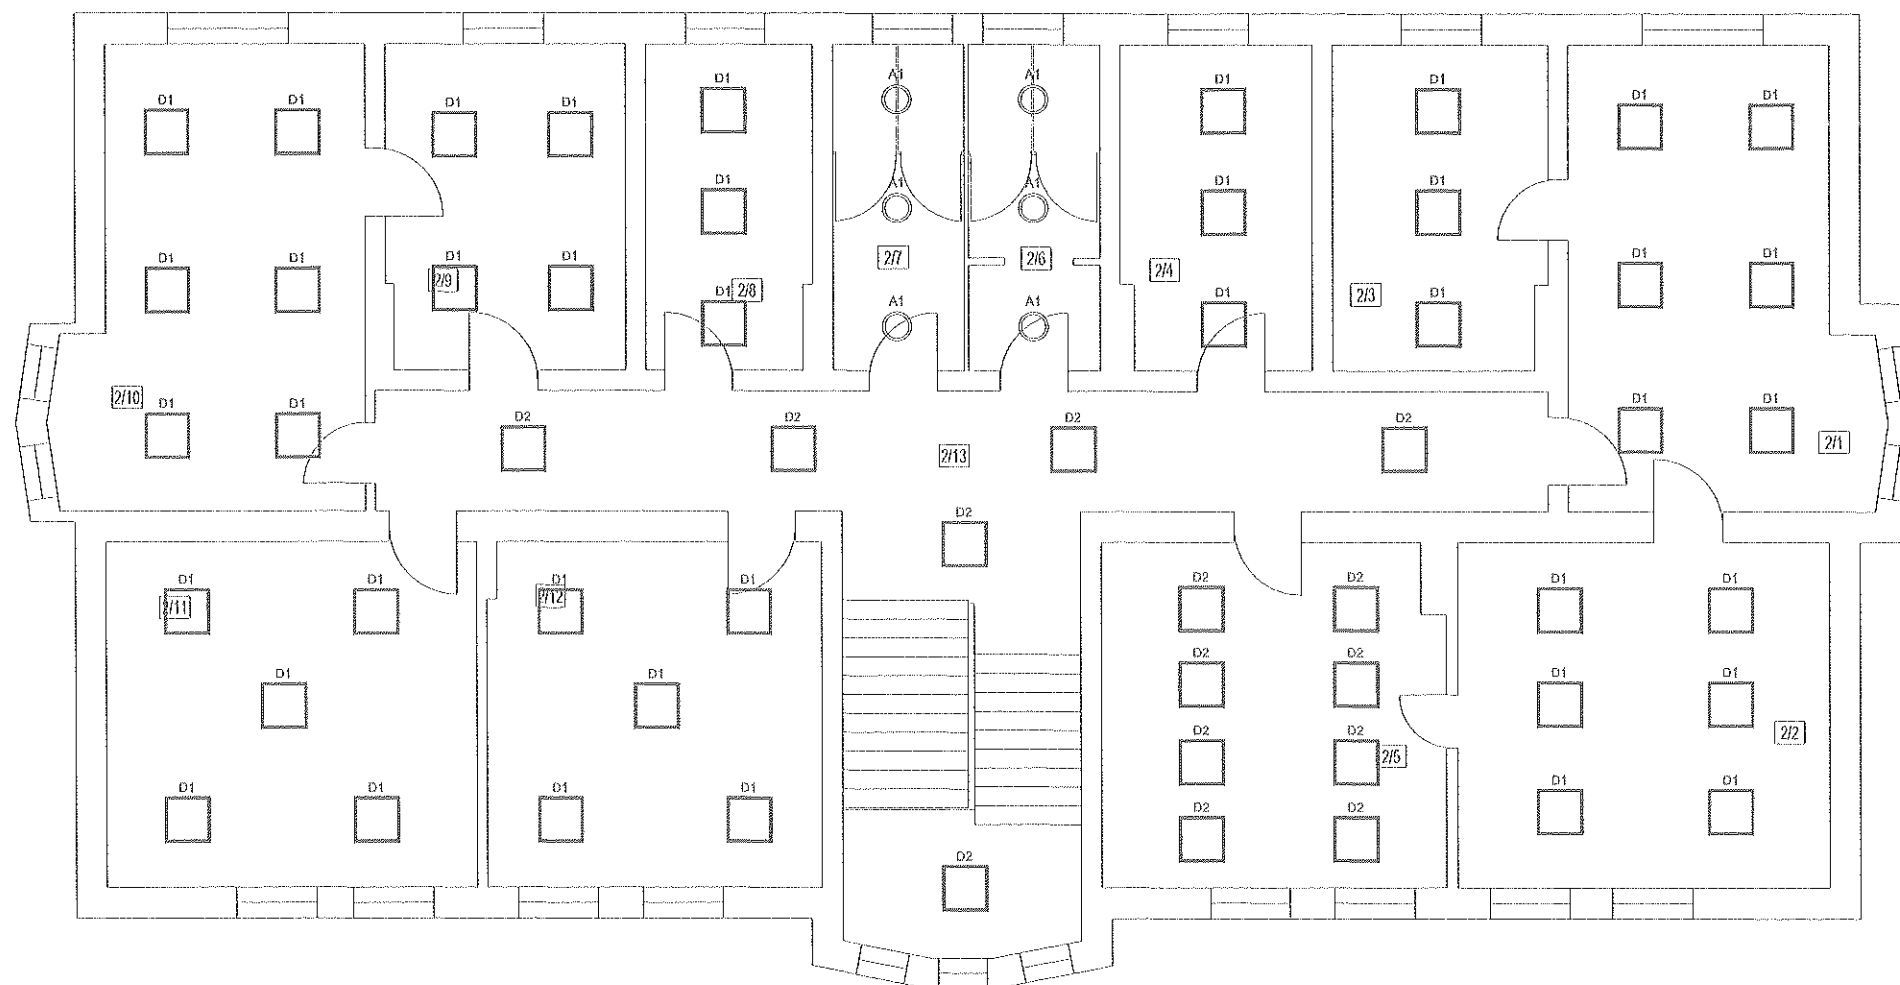 D1 D1 D1 D1 D1 A1 A1 D1 D1 D1 D1
D1 D1 D1
A1 A1
2/7 2/6
D1 D1 D1 D1 D1 D1
2/9 2/8 2/4 2/3
D1 A1 A1 D1 D1
2/10
D1 D1 D1 D1
D2 D2 D2 D2
2/13 2/1
D2
D1 D1 D1 D1 D2 D2 D1 D1
2/11 2/12
D2 D2
D1 D1 D1 D1
D2 D2
2/5 2/2
D1 D1 D1 D1 D1 D1
D2 D2
D2